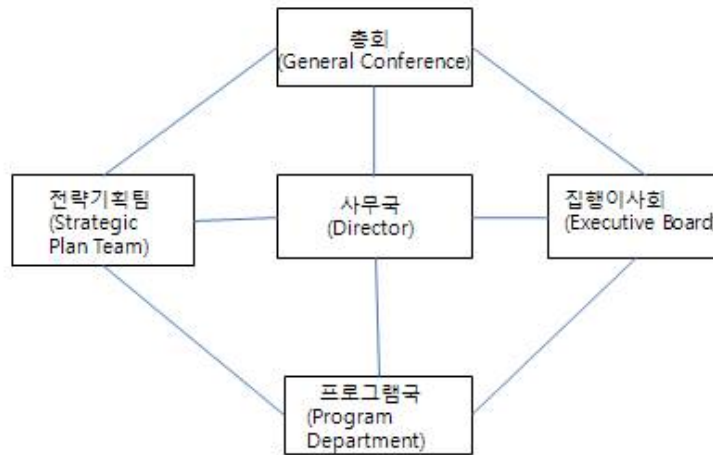 총회
(General Conference)
전략기획팀
(Strategic
Plan Team)
사무국
(Director)
집행이사회
(Executive Board)
프로그램국
(Program
Department)